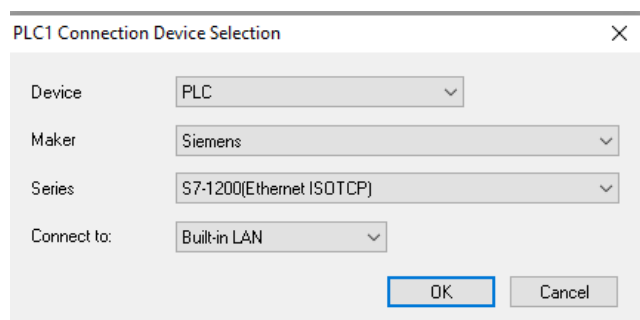 PLC1 Connection Device Selection
Device PLC
Maker Siemens
Series S7-1200(Ethernet ISOTCP)
Connect to: Built-in LAN
OK Cancel